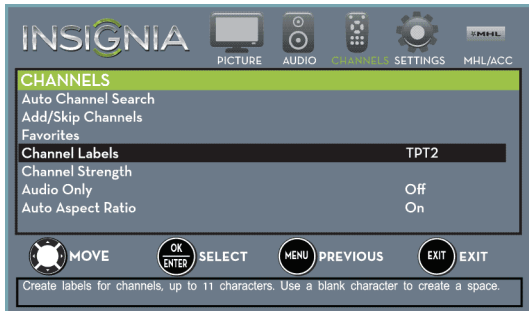 INSIGNIA
PICTURE AUDIO CHANNELS SETTINGS MHL MHL/ACC
CHANNELS
Auto Channel Search
Add/Skip Channels
Favorites
Channel Labels TPT2
Channel Strength
Audio Only Off
Auto Aspect Ratio On
MOVE OK ENTER SELECT MENU PREVIOUS EXIT EXIT
Create labels for channels, up to 11 characters. Use a blank character to create a space.